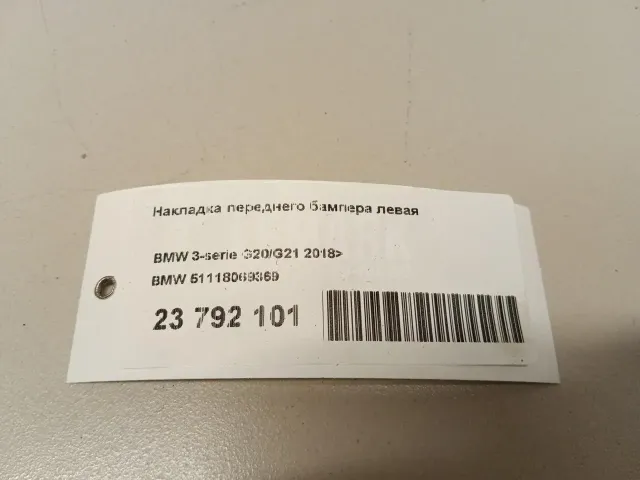 Накладка переднего бампера левая
BMW 3-serie G20/G21 2018>
BMW 51118069369
23 792 101